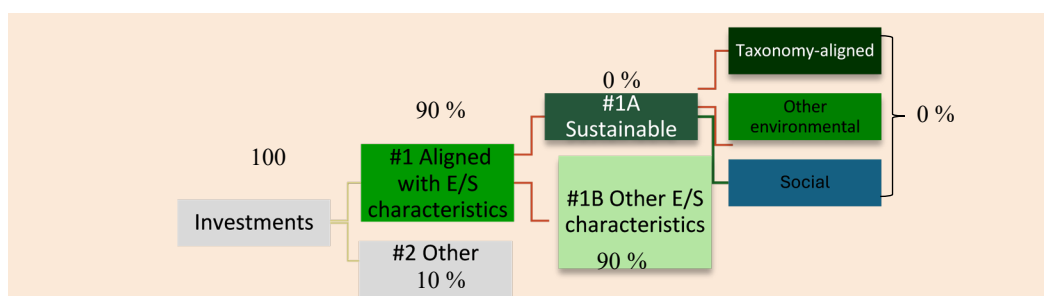 100
Investments
90 %
#1 Aligned
with E/S
characteristics
#2 Other
10 %
0 %
#1A
Sustainable
#1B Other E/S
characteristics
90 %
Taxonomy-aligned
Other
environmental
Social
0 %